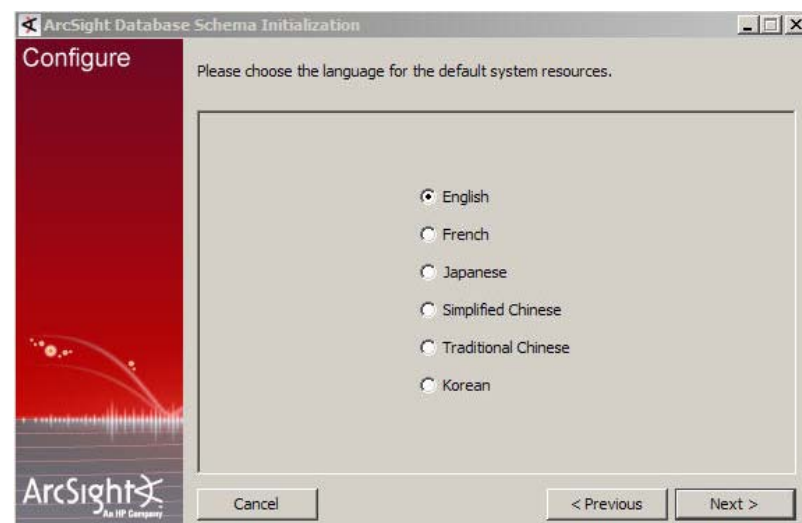 ArcSight Database Schema Initialization
Configure
Please choose the language for the default system resources.
English
French
Japanese
Simplified Chinese
Traditional Chinese
Korean
ArcSight
An HP Company
Cancel
< Previous
Next >